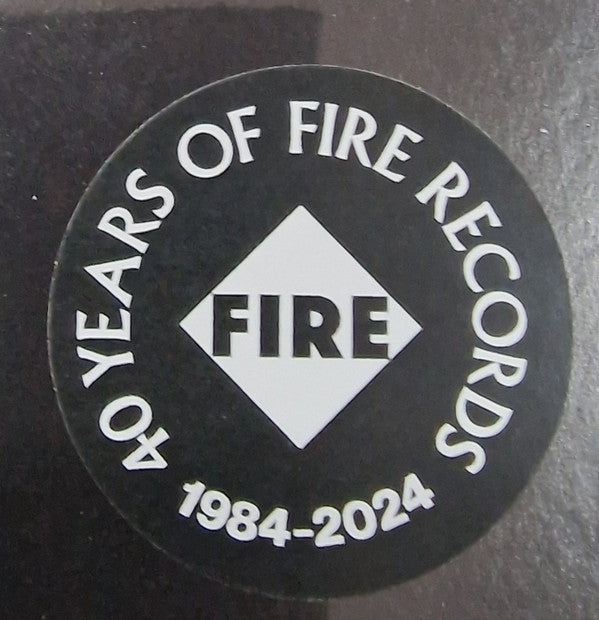 40 YEARS OF FIRE RECORDS
FIRE
1984-2024